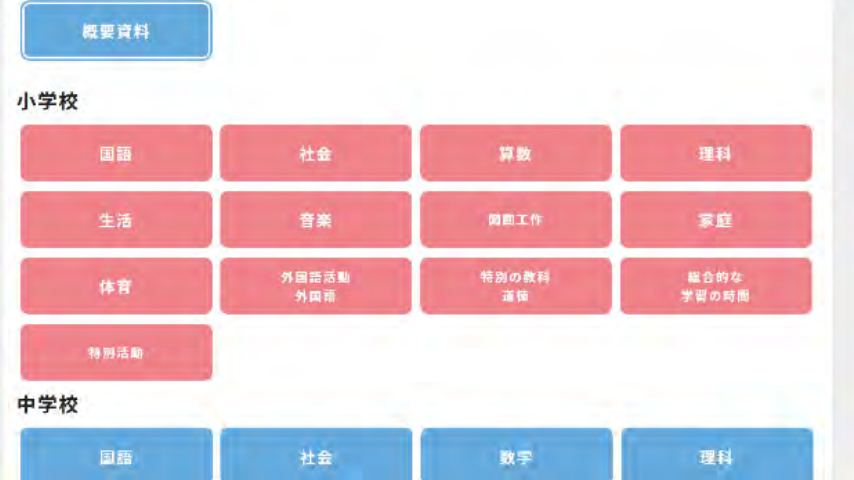 概要資料
小学校
国語
社会
算数
理科
生活
音楽
図画工作
家庭
体育
外国語活動
外国語
特別の教科
道徳
総合的な
学習の時間
特別活動
中学校
国語
社会
数学
理科